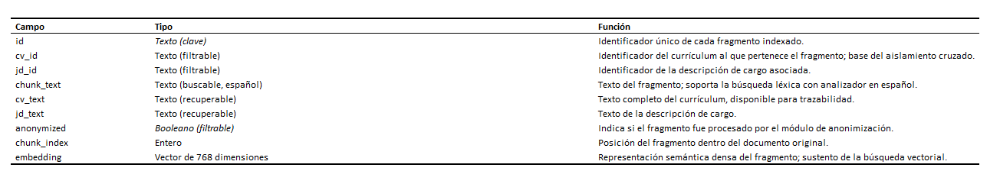 Campo Tipo Función
id Texto (clave) Identificador único de cada fragmento indexado.
cv_id Texto (filtrable) Identificador del currículum al que pertenece el fragmento; base del aislamiento cruzado.
jd_id Texto (filtrable) Identificador de la descripción de cargo asociada.
chunk_text Texto (buscable, español) Texto del fragmento; soporta la búsqueda léxica con analizador en español.
cv_text Texto (recuperable) Texto completo del currículum, disponible para trazabilidad.
jd_text Texto (recuperable) Texto de la descripción de cargo.
anonymized Booleano (filtrable) Indica si el fragmento fue procesado por el módulo de anonimización.
chunk_index Entero Posición del fragmento dentro del documento original.
embedding Vector de 768 dimensiones Representación semántica densa del fragmento; sustento de la búsqueda vectorial.